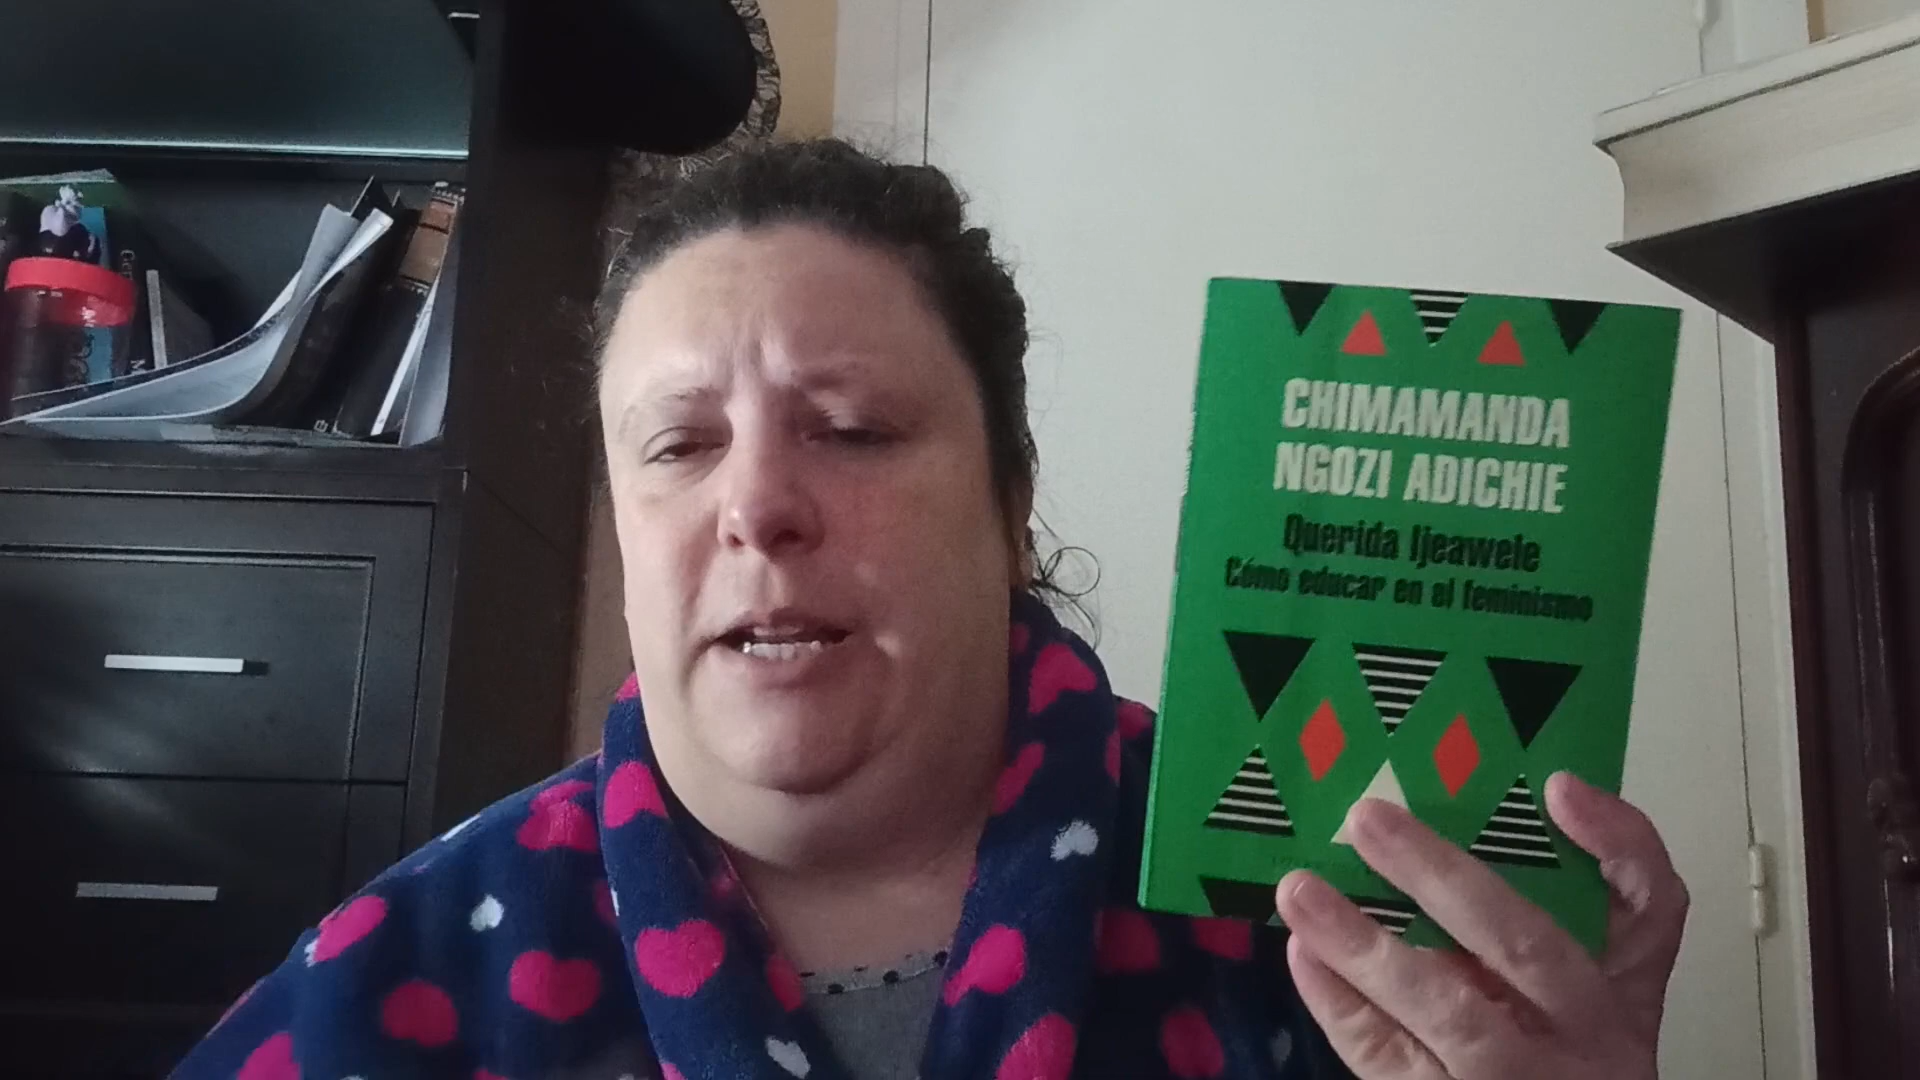 CHIMAMANDA
NGOZI ADICHIE
Querida Ijeawele
Cómo educar en el feminismo